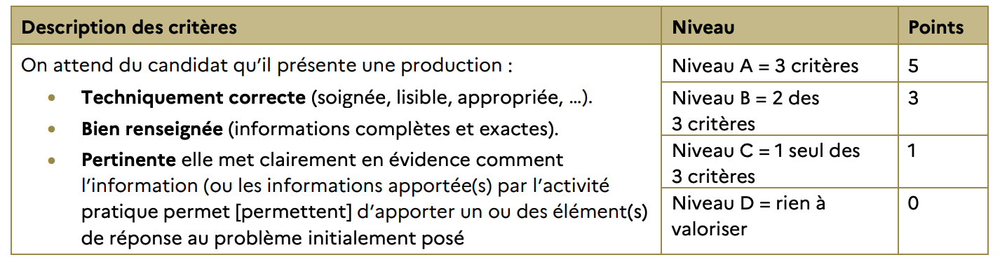 Description des critères
Niveau
Points
On attend du candidat qu’il présente une production :
• Techniquement correcte (soignée, lisible, appropriée, ...).
• Bien renseignée (informations complètes et exactes).
• Pertinente elle met clairement en évidence comment
l’information (ou les informations apportée(s) par l’activité
pratique permet [permettent] d’apporter un ou des élément(s)
de réponse au problème initialement posé
Niveau A = 3 critères
5
Niveau B = 2 des
3 critères
3
Niveau C = 1 seul des
3 critères
1
Niveau D = rien à
valoriser
0